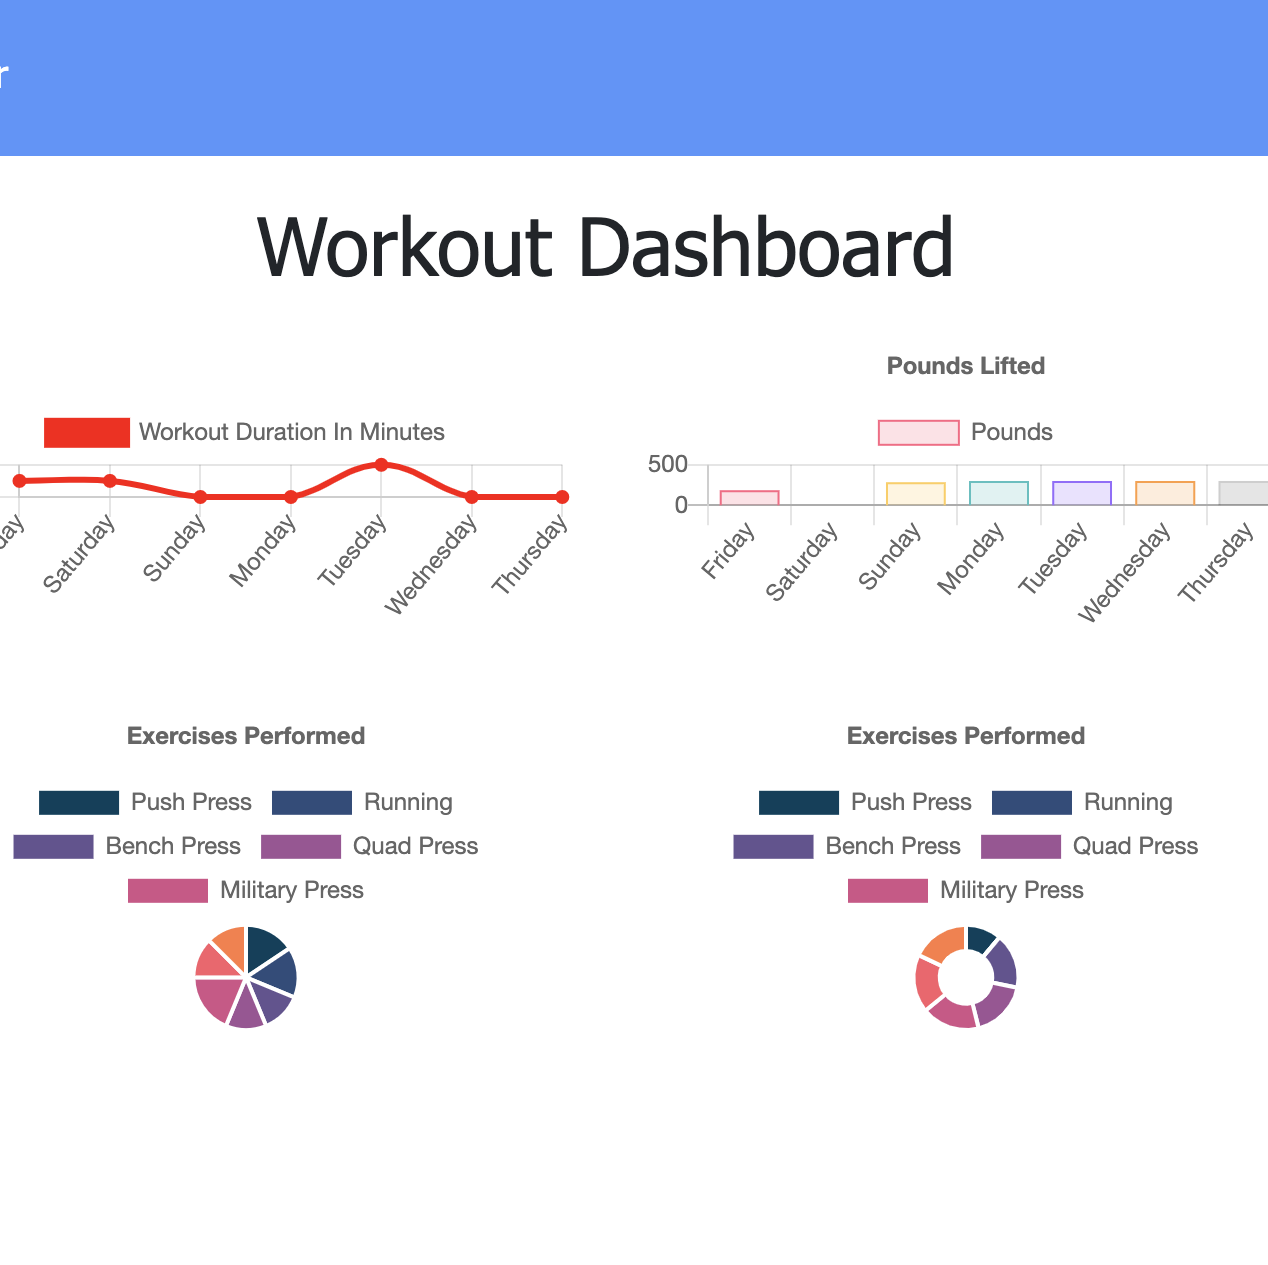 r
Workout Dashboard
Pounds Lifted
Workout Duration In Minutes
Pounds
500
0
day
Saturday
Sunday
Monday
Tuesday
Wednesday
Thursday
Friday
Saturday
Sunday
Monday
Tuesday
Wednesday
Thursday
Exercises Performed
Push Press Running
Bench Press Quad Press
Military Press
Exercises Performed
Push Press Running
Bench Press Quad Press
Military Press